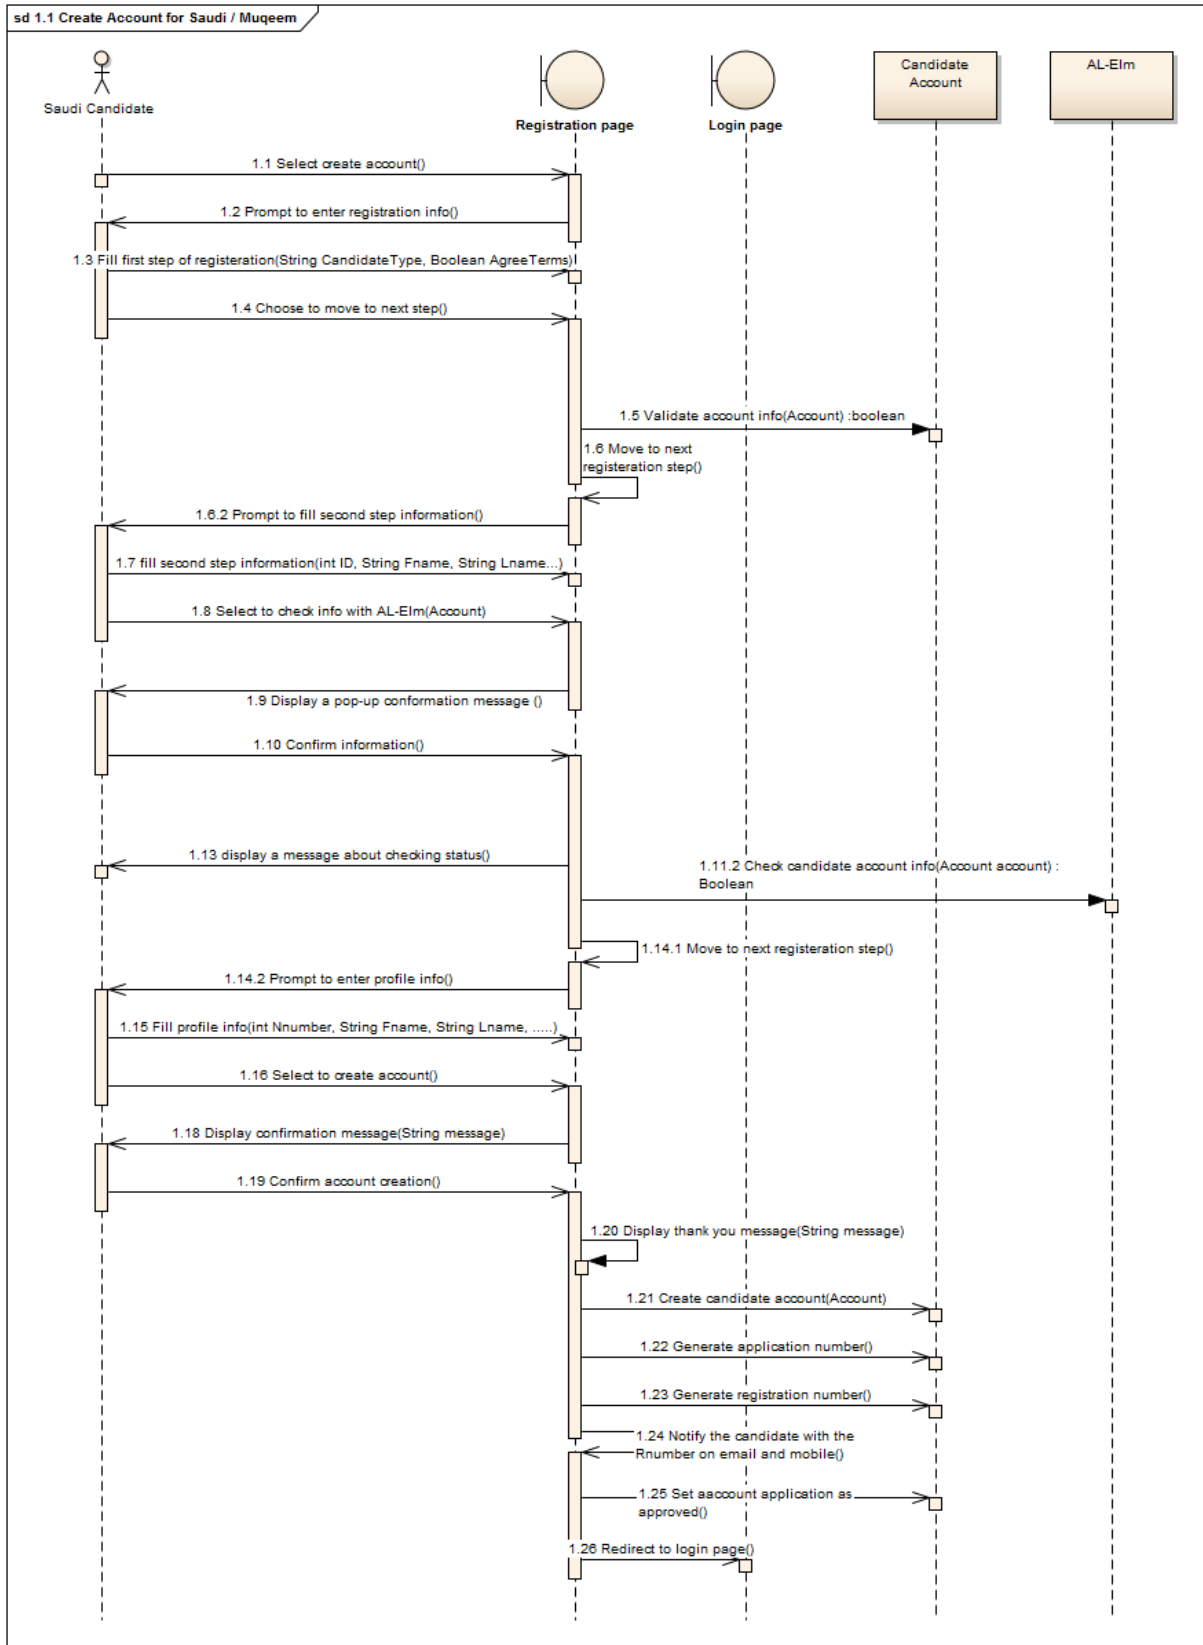 sd 1.1 Create Account for Saudi / Muqeem
Saudi Candidate
Registration page
Login page
Candidate
Account
AL-Elm
1.1 Select create account()
1.2 Prompt to enter registration info()
1.3 Fill first step of registeration(String CandidateType, Boolean AgreeTerms)
1.4 Choose to move to next step()
1.5 Validate account info(Account) :boolean
1.6 Move to next
registeration step()
1.6.2 Prompt to fill second step information()
1.7 fill second step information(int ID, String Fname, String Lname...)
1.8 Select to check info with AL-Elm(Account)
1.9 Display a pop-up conformation message ()
1.10 Confirm information()
1.13 display a message about checking status()
1.11.2 Check candidate account info(Account account) :
Boolean
1.14.1 Move to next registeration step()
1.14.2 Prompt to enter profile info()
1.15 Fill profile info(int Nnumber, String Fname, String Lname, .....)
1.16 Select to create account()
1.18 Display confirmation message(String message)
1.19 Confirm account creation()
1.20 Display thank you message(String message)
1.21 Create candidate account(Account)
1.22 Generate application number()
1.23 Generate registration number()
1.24 Notify the candidate with the
Rnumber on email and mobile()
1.25 Set aaccount application as
approved()
1.26 Redirect to login page()